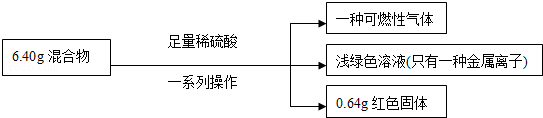 一种可燃性气体
足量稀硫酸
6.40g 混合物
浅绿色溶液(只有一种金属离子)
一系列操作
0.64g 红色固体